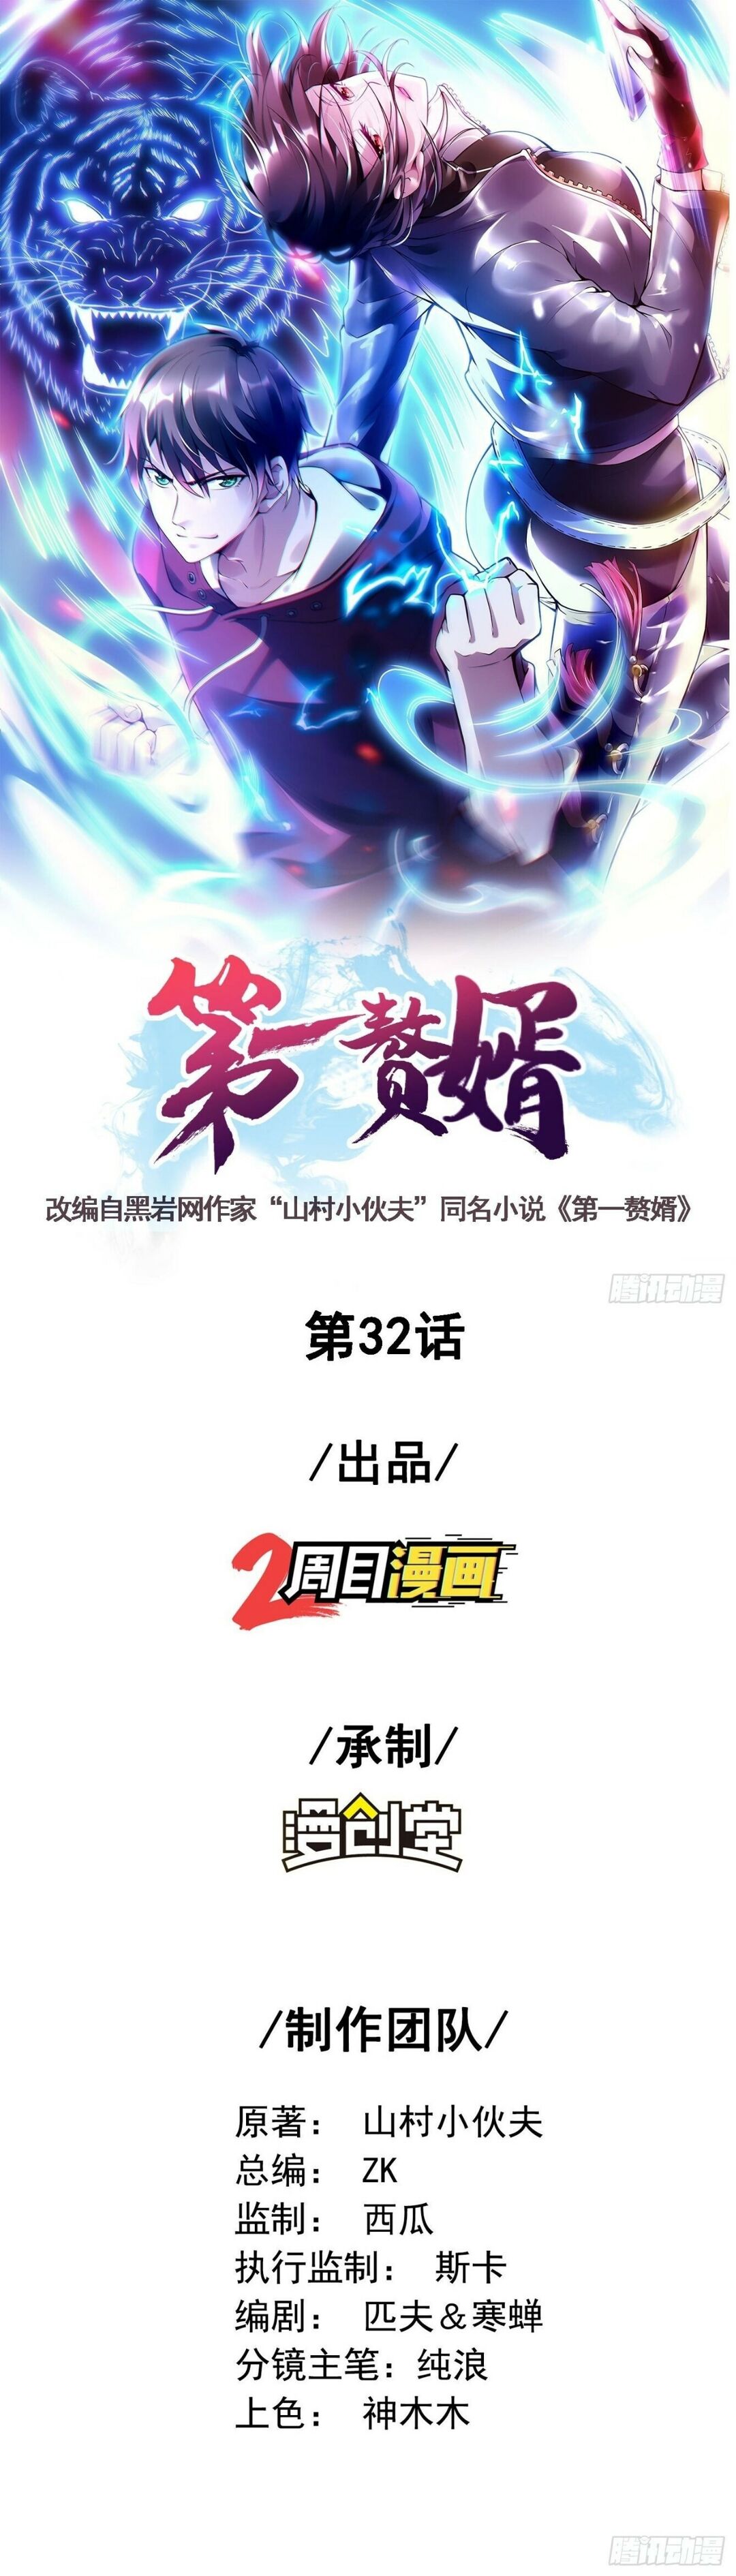 第一赘婿
改编自黑岩网作家“山村小伙夫”同名小说《第一赘婿》
腾讯动漫
第32话
/出品/
2周目漫画
/承制/
漫创堂
/制作团队/
原著： 山村小伙夫
总编： ZK
监制： 西瓜
执行监制： 斯卡
编剧： 匹夫＆寒蝉
分镜主笔：纯浪
上色： 神木木
腾讯动漫